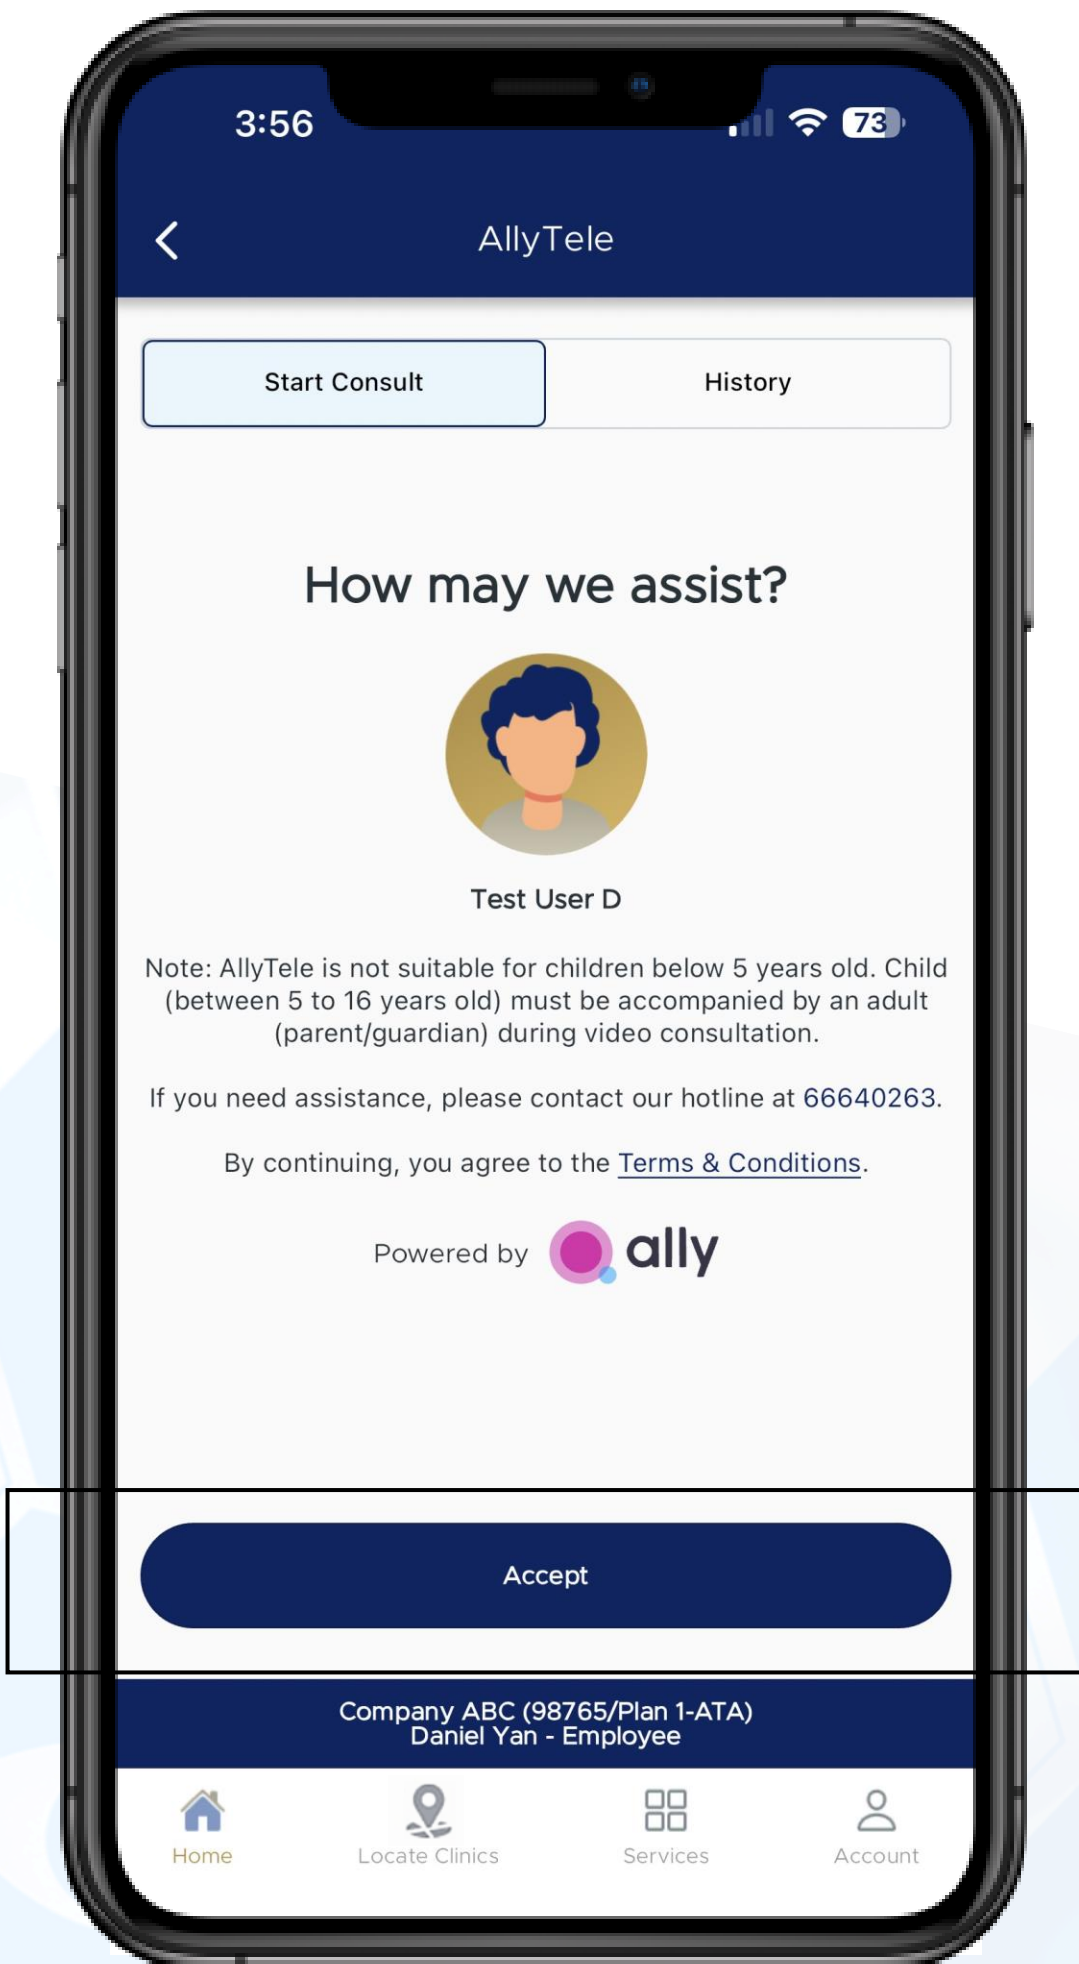 3:56
73
AllyTele
Start Consult
History
How may we assist?
Test User D
Note: AllyTele is not suitable for children below 5 years old. Child
(between 5 to 16 years old) must be accompanied by an adult
(parent/guardian) during video consultation.
If you need assistance, please contact our hotline at 66640263.
By continuing, you agree to the Terms & Conditions.
Powered by ally
Accept
Company ABC (98765/Plan 1-ATA)
Daniel Yan - Employee
Home
Locate Clinics
Services
Account